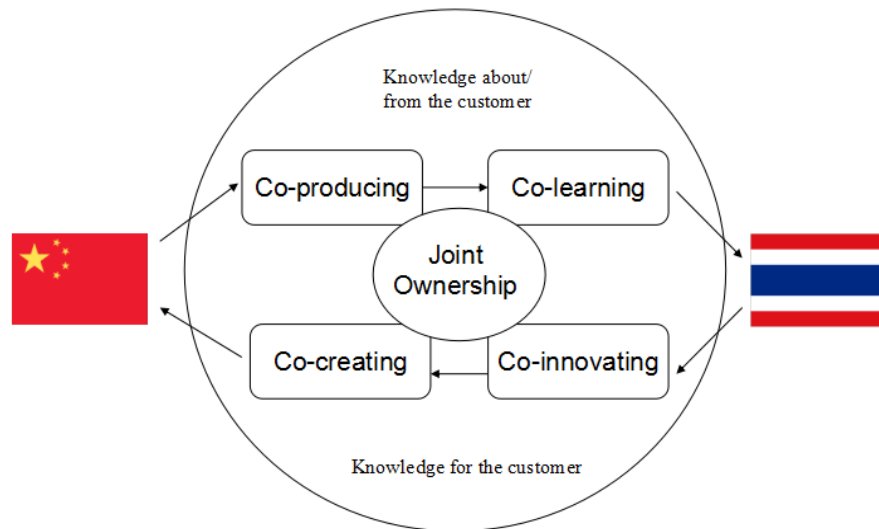 Knowledge about/
from the customer
Co-producing
Co-learning
Joint
Ownership
Co-creating
Co-innovating
Knowledge for the customer